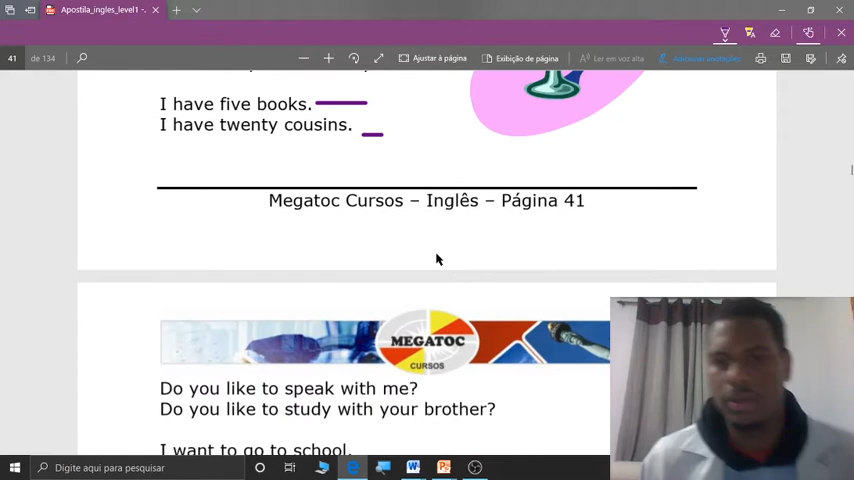 Apostila_ingles_level1 -.
41 de 134
Ajustar à página
Exibição de página
Ler em voz alta
Adicionar anotações
I have five books.
I have twenty cousins.
Megatoc Cursos – Inglês – Página 41
MEGATOC
CURSOS
Do you like to speak with me?
Do you like to study with your brother?
I want to go to school.
Digite aqui para pesquisar